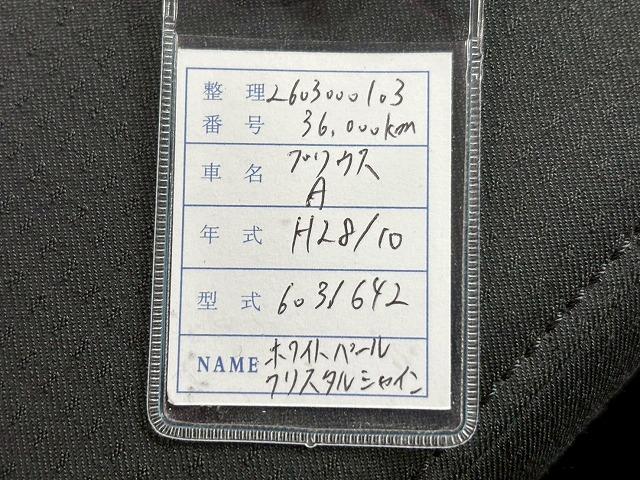 整理 2603000103
番号 36,000km
車名 プリウス
A
年式 H28/10
型式 6031642
NAME ホワイトパール
クリスタルシャイン